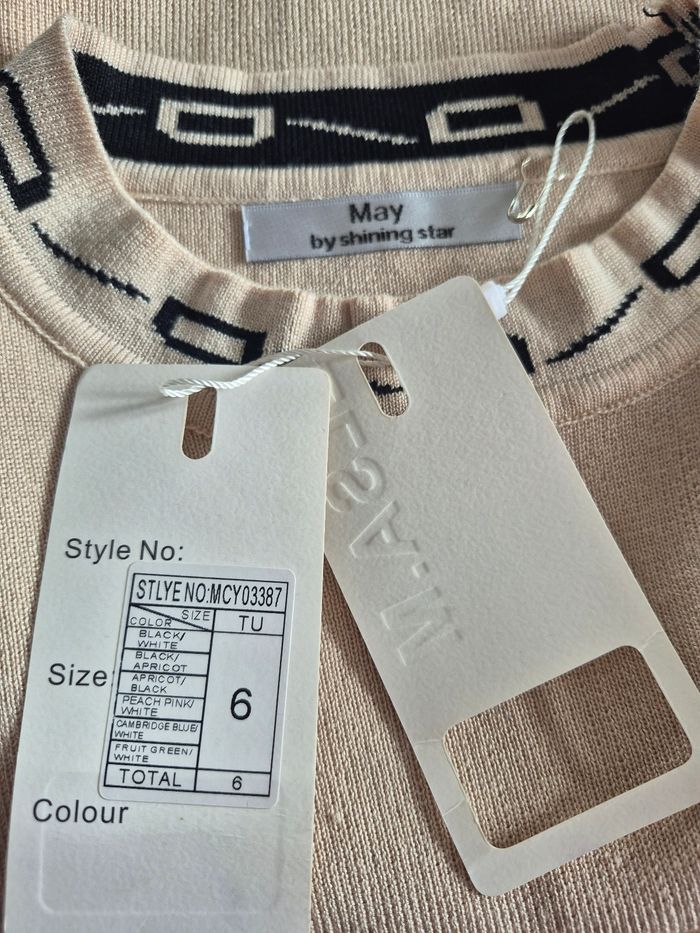 May
by shining star
Style No:
STLYE NO:MCY03387
COLOR SIZE TU
BLACK/
WHITE
BLACK/
APRICOT
APRICOT/
BLACK
6
PEACH PINK/
WHITE
CAMBRIDGE BLUE/
WHITE
FRUIT GREEN/
WHITE
TOTAL 6
Size
Colour